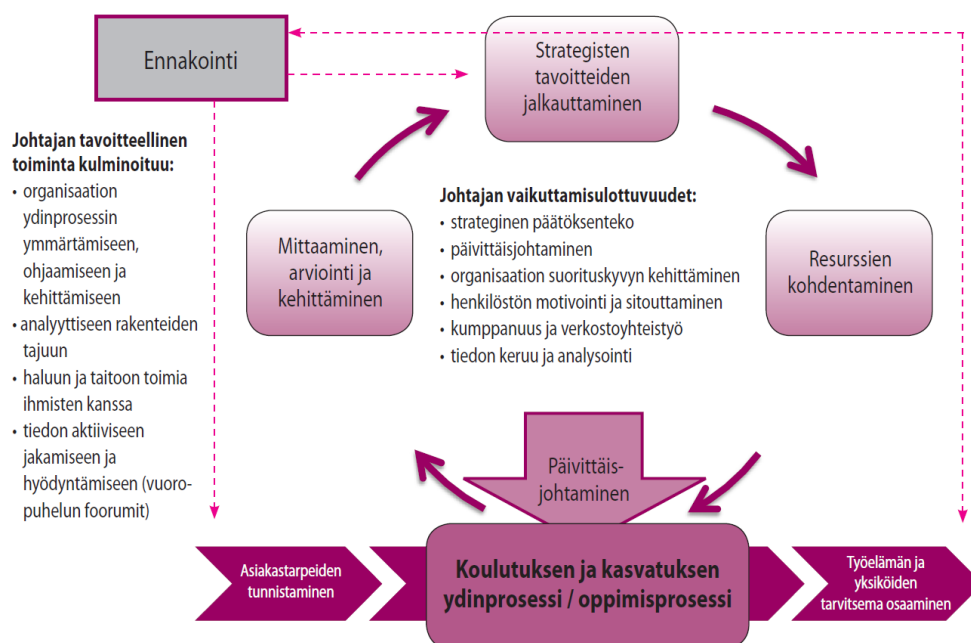 Ennakointi
Strategisten
tavoitteiden
jalkauttaminen
Johtajan tavoitteellinen
toiminta kulminoituu:
• organisaation
ydinprosessin
ymmärtämiseen,
ohjaamiseen ja
kehittämiseen
• analyyttiseen rakenteiden
tajuun
• haluun ja taitoon toimia
ihmisten kanssa
• tiedon aktiiviseen
jakamiseen ja
hyödyntämiseen (vuoro-
puhelun foorumit)
Mittaaminen,
arviointi ja
kehittäminen
Johtajan vaikuttamisulottuvuudet:
• strateginen päätöksenteko
• päivittäisjohtaminen
• organisaation suorituskyvyn kehittäminen
• henkilöstön motivointi ja sitouttaminen
• kumppanuus ja verkostoyhteistyö
• tiedon keruu ja analysointi
Resurssien
kohdentaminen
Päivittäis-
johtaminen
Asiakastarpeiden
tunnistaminen
Koulutuksen ja kasvatuksen
ydinprosessi / oppimisprosessi
Työelämän ja
yksiköiden
tarvitsema osaaminen